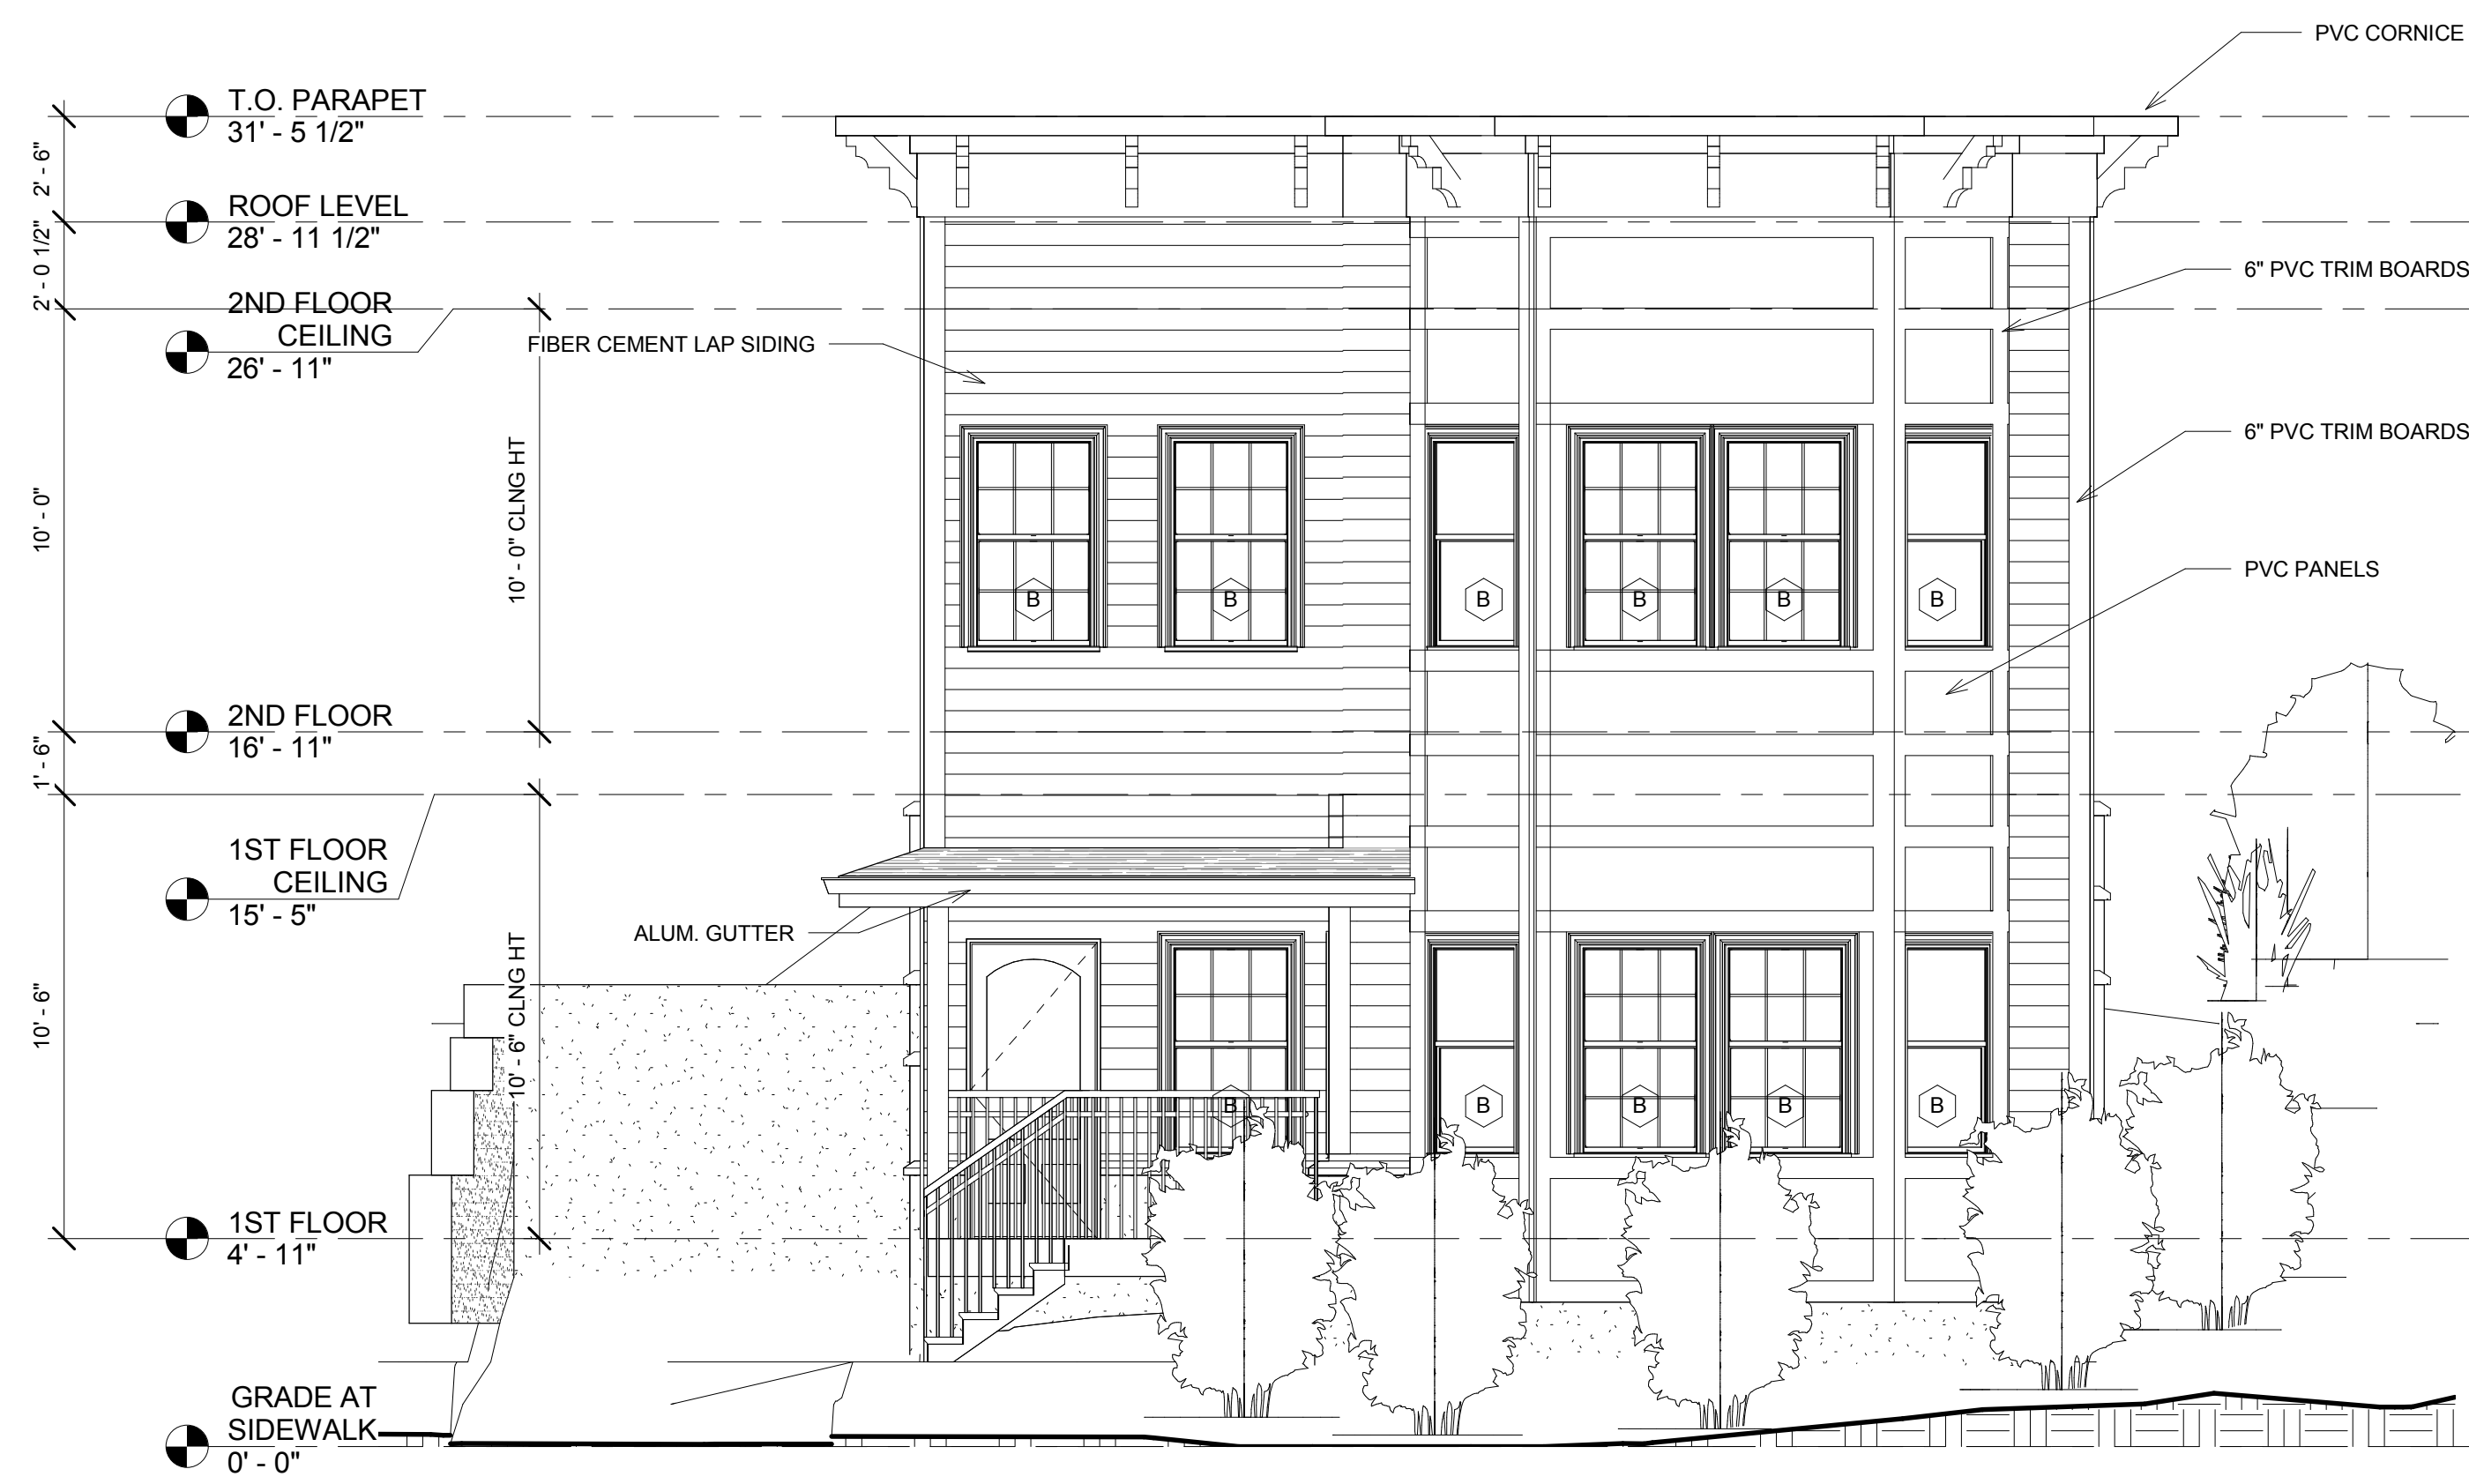 PVC CORNICE
T.O. PARAPET
31' - 5 1/2"
2' - 6"
ROOF LEVEL
28' - 11 1/2"
2' - 0 1/2"
6" PVC TRIM BOARDS
2ND FLOOR
CEILING
26' - 11"
FIBER CEMENT LAP SIDING
6" PVC TRIM BOARDS
10' - 0"
10' - 0" CLNG HT
PVC PANELS
B
B
B
B
B
B
2ND FLOOR
16' - 11"
1' - 6"
1ST FLOOR
CEILING
15' - 5"
ALUM. GUTTER
10' - 6"
10' - 6" CLNG HT
B
B
B
B
B
1ST FLOOR
4' - 11"
GRADE AT
SIDEWALK
0' - 0"